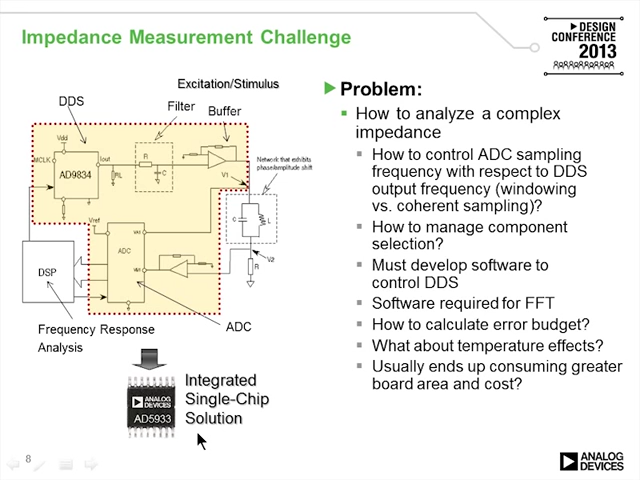 Impedance Measurement Challenge
DESIGN
CONFERENCE
2013
Excitation/Stimulus
DDS
Filter
Buffer
Vdd
Iout
R
C
RL
MCLK
AD9834
V1
Network that exhibits
phase/amplitude shift
Vref
ADC
C
L
V2
R
DSP
Frequency Response
Analysis
ADC
ANALOG
DEVICES
AD5933
Integrated
Single-Chip
Solution
Problem:
How to analyze a complex
impedance
How to control ADC sampling
frequency with respect to DDS
output frequency (windowing
vs. coherent sampling)?
How to manage component
selection?
Must develop software to
control DDS
Software required for FFT
How to calculate error budget?
What about temperature effects?
Usually ends up consuming greater
board area and cost?
8
ANALOG
DEVICES